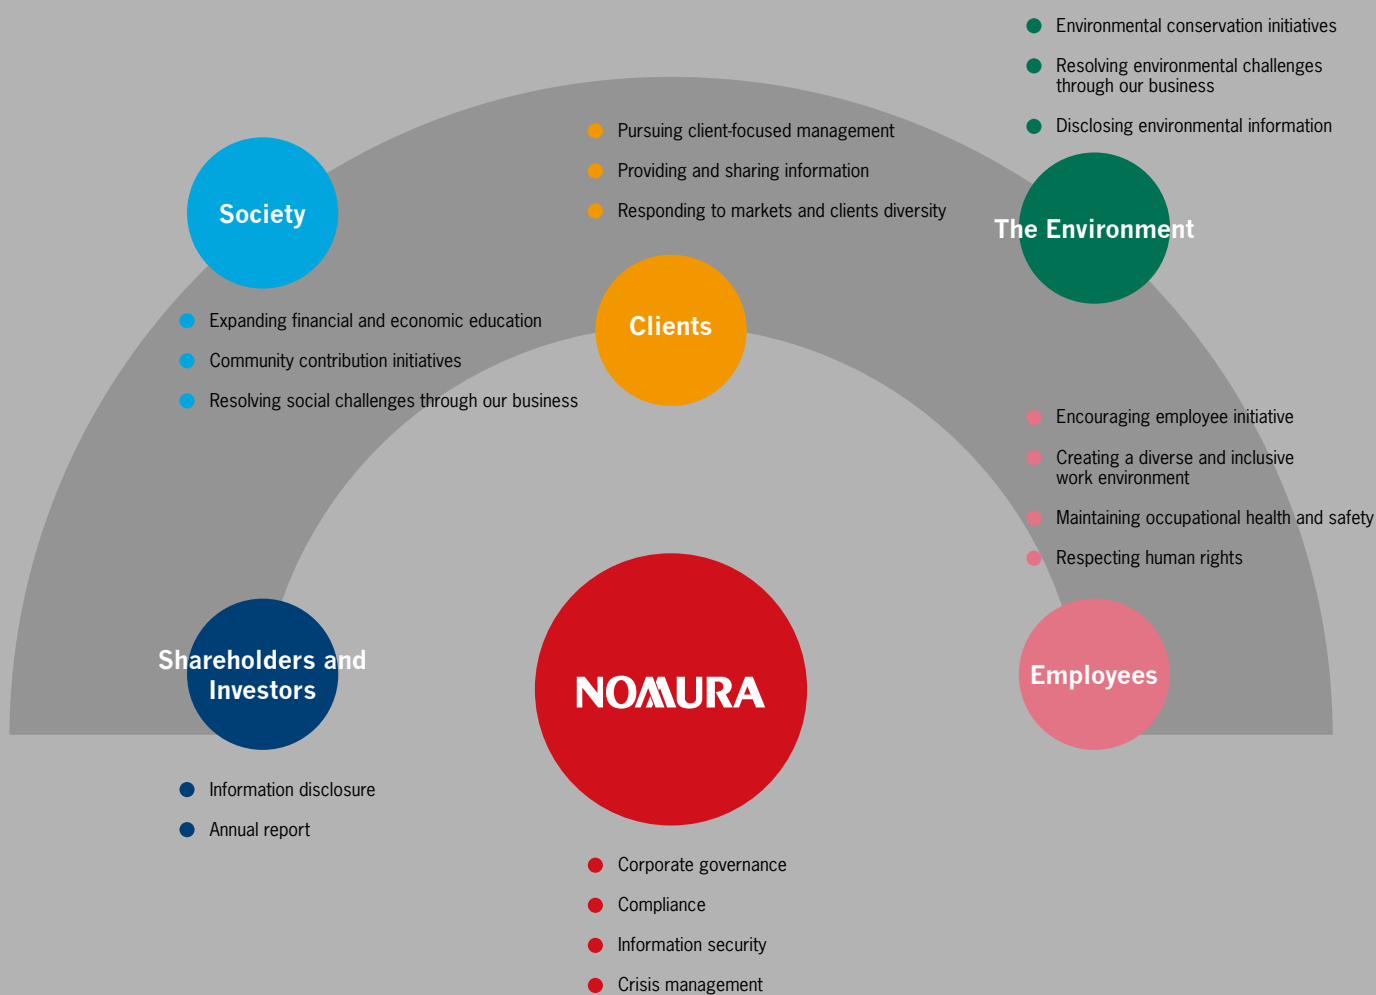 Society
Expanding financial and economic education
Community contribution initiatives
Resolving social challenges through our business
Pursuing client-focused management
Providing and sharing information
Responding to markets and clients diversity
Clients
Environmental conservation initiatives
Resolving environmental challenges
through our business
Disclosing environmental information
The Environment
Encouraging employee initiative
Creating a diverse and inclusive
work environment
Maintaining occupational health and safety
Respecting human rights
Employees
Shareholders and
Investors
Information disclosure
Annual report
NOMURA
Corporate governance
Compliance
Information security
Crisis management